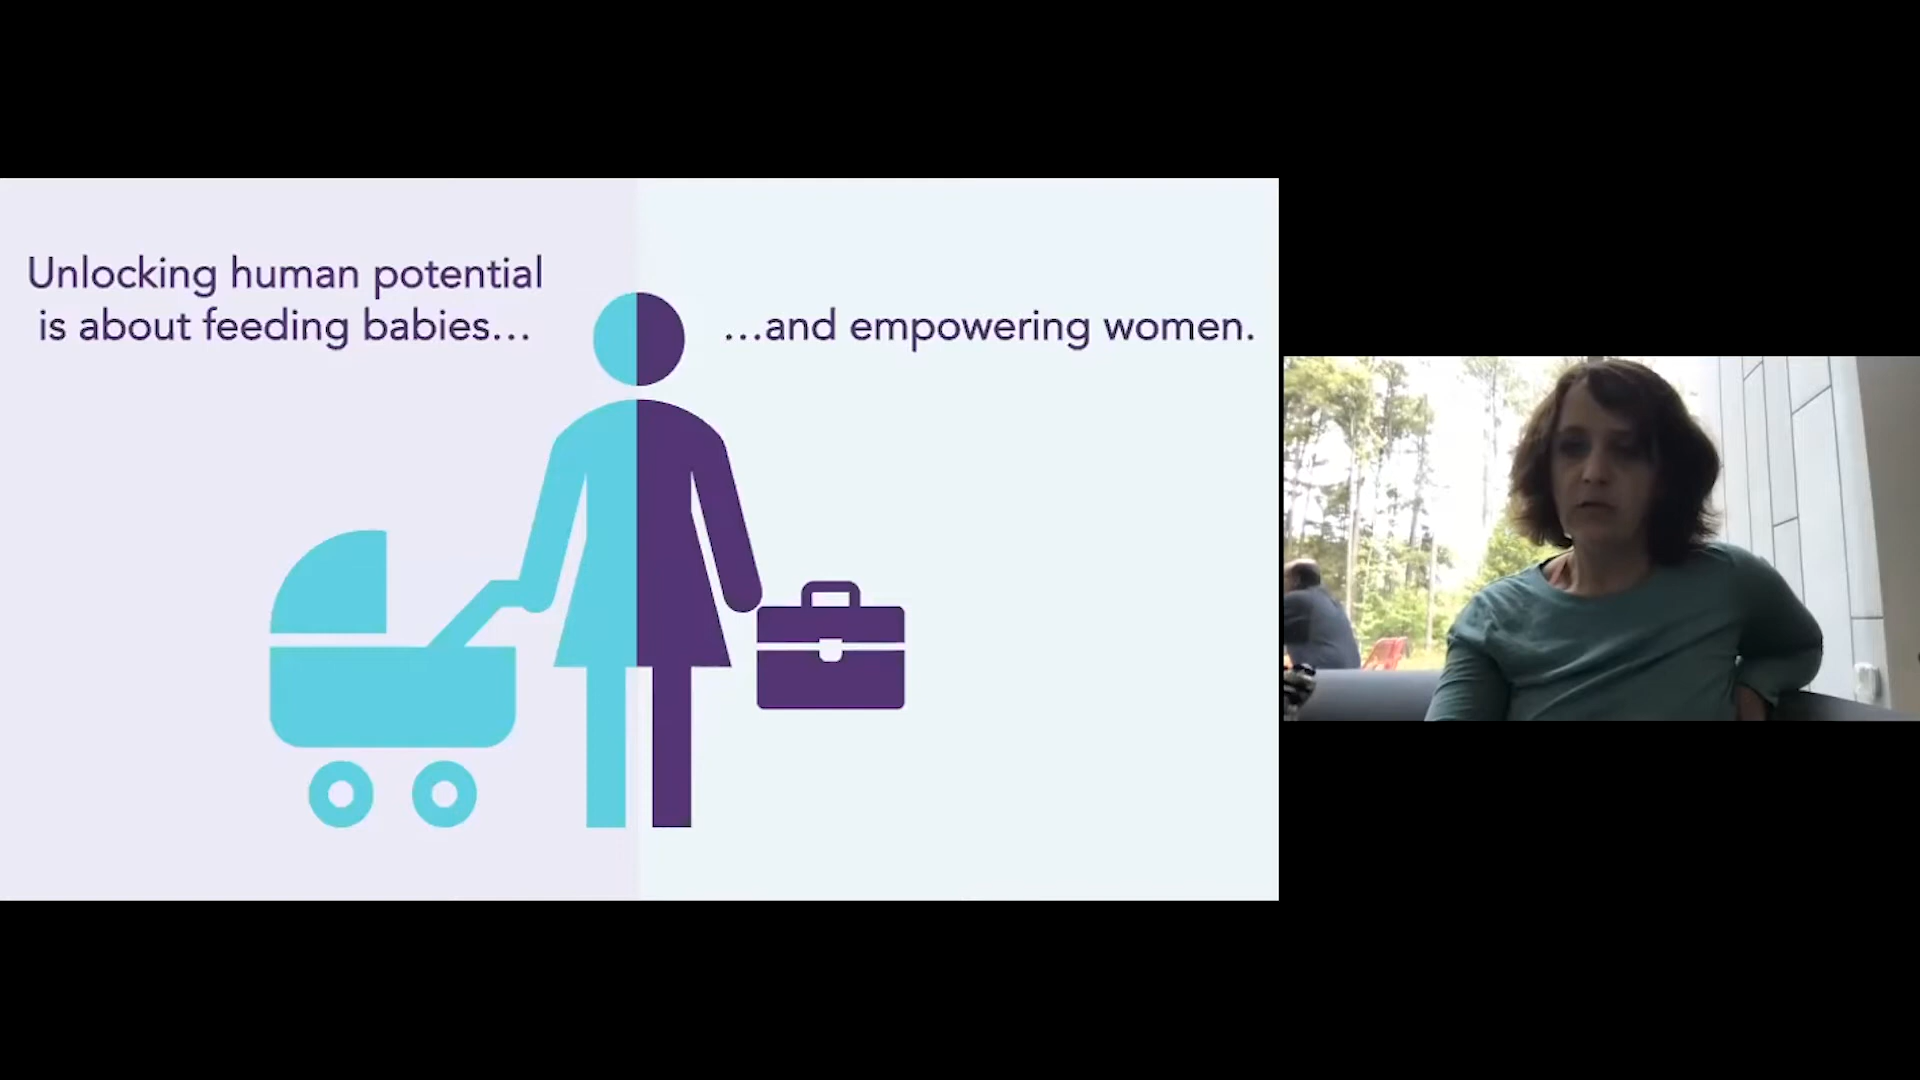 Unlocking human potential
is about feeding babies...
...and empowering women.